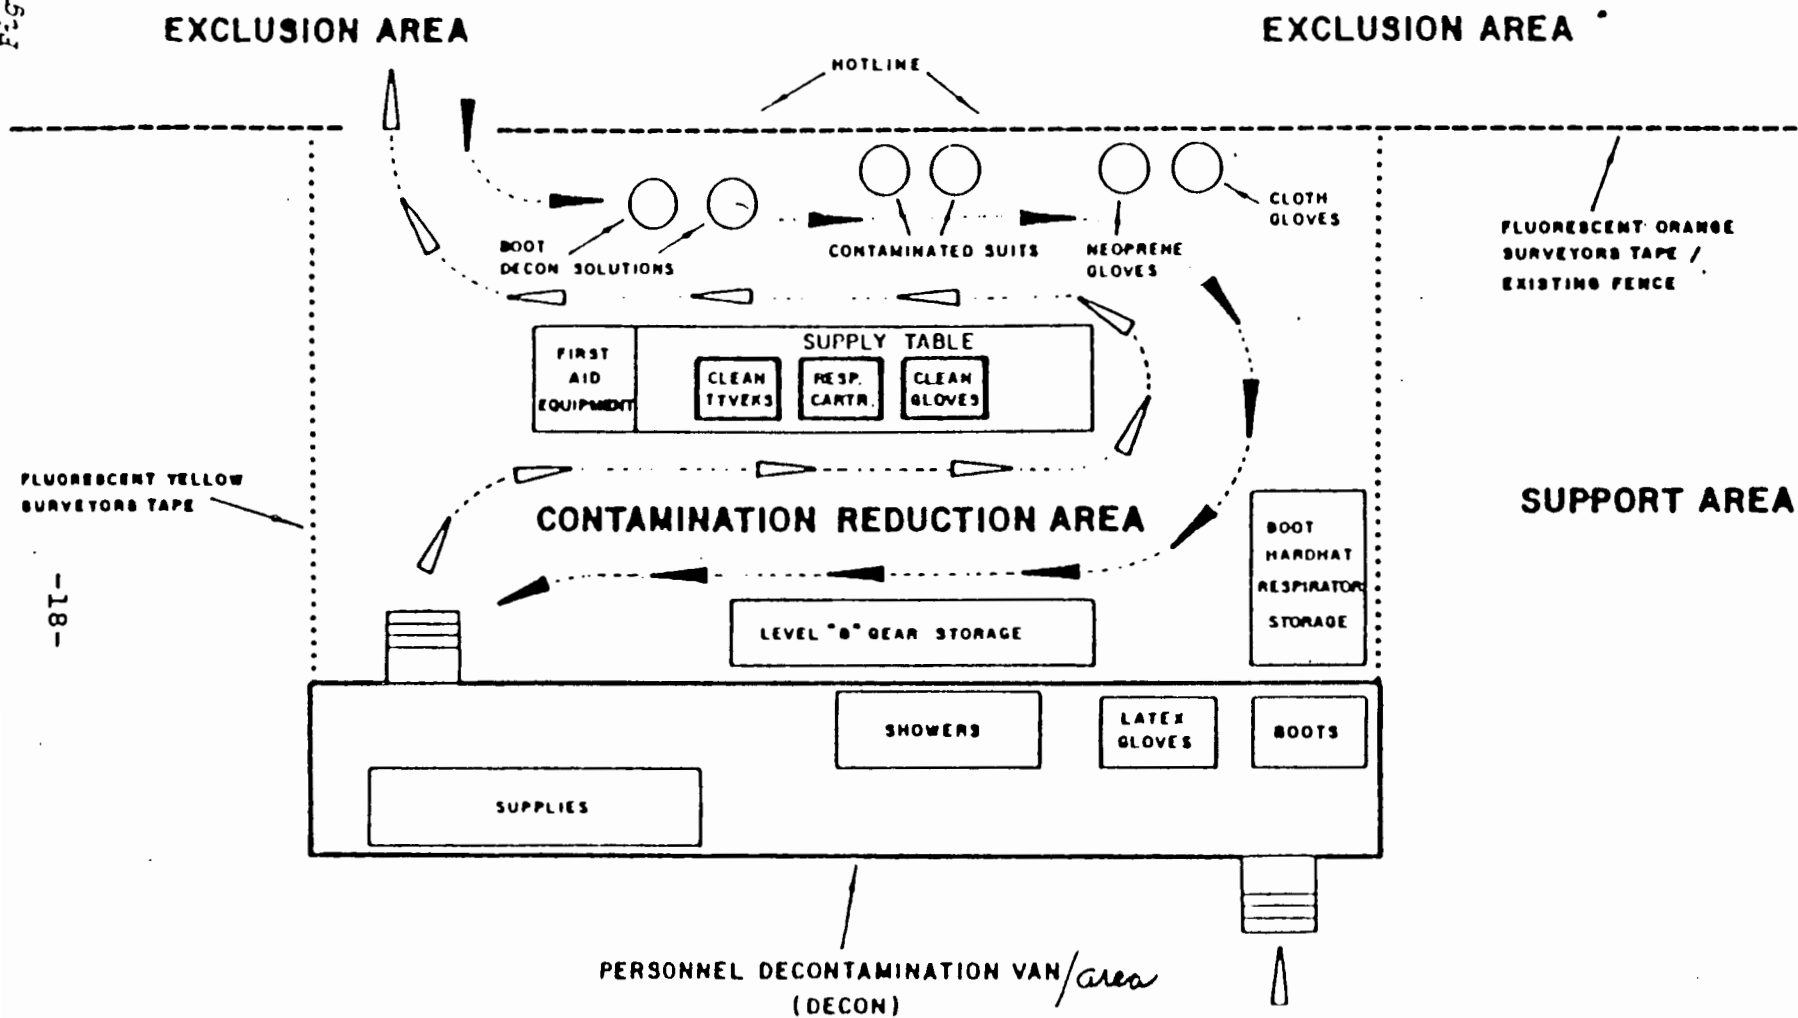 EXCLUSION AREA
EXCLUSION AREA
HOTLINE
CLOTH
GLOVES
BOOT
DECON SOLUTIONS
CONTAMINATED SUITS
NEOPRENE
GLOVES
FLUORESCENT ORANGE
SURVEYORS TAPE /
EXISTING FENCE
SUPPLY TABLE
FIRST
AID
EQUIPMENT
CLEAN
TYVEKS
RESP.
CARTR.
CLEAN
GLOVES
FLUORESCENT YELLOW
SURVEYORS TAPE
CONTAMINATION REDUCTION AREA
SUPPORT AREA
BOOT
HARDHAT
RESPIRATOR
STORAGE
-18-
LEVEL "B" GEAR STORAGE
SHOWERS
LATEX
GLOVES
BOOTS
SUPPLIES
PERSONNEL DECONTAMINATION VAN/area
(DECON)